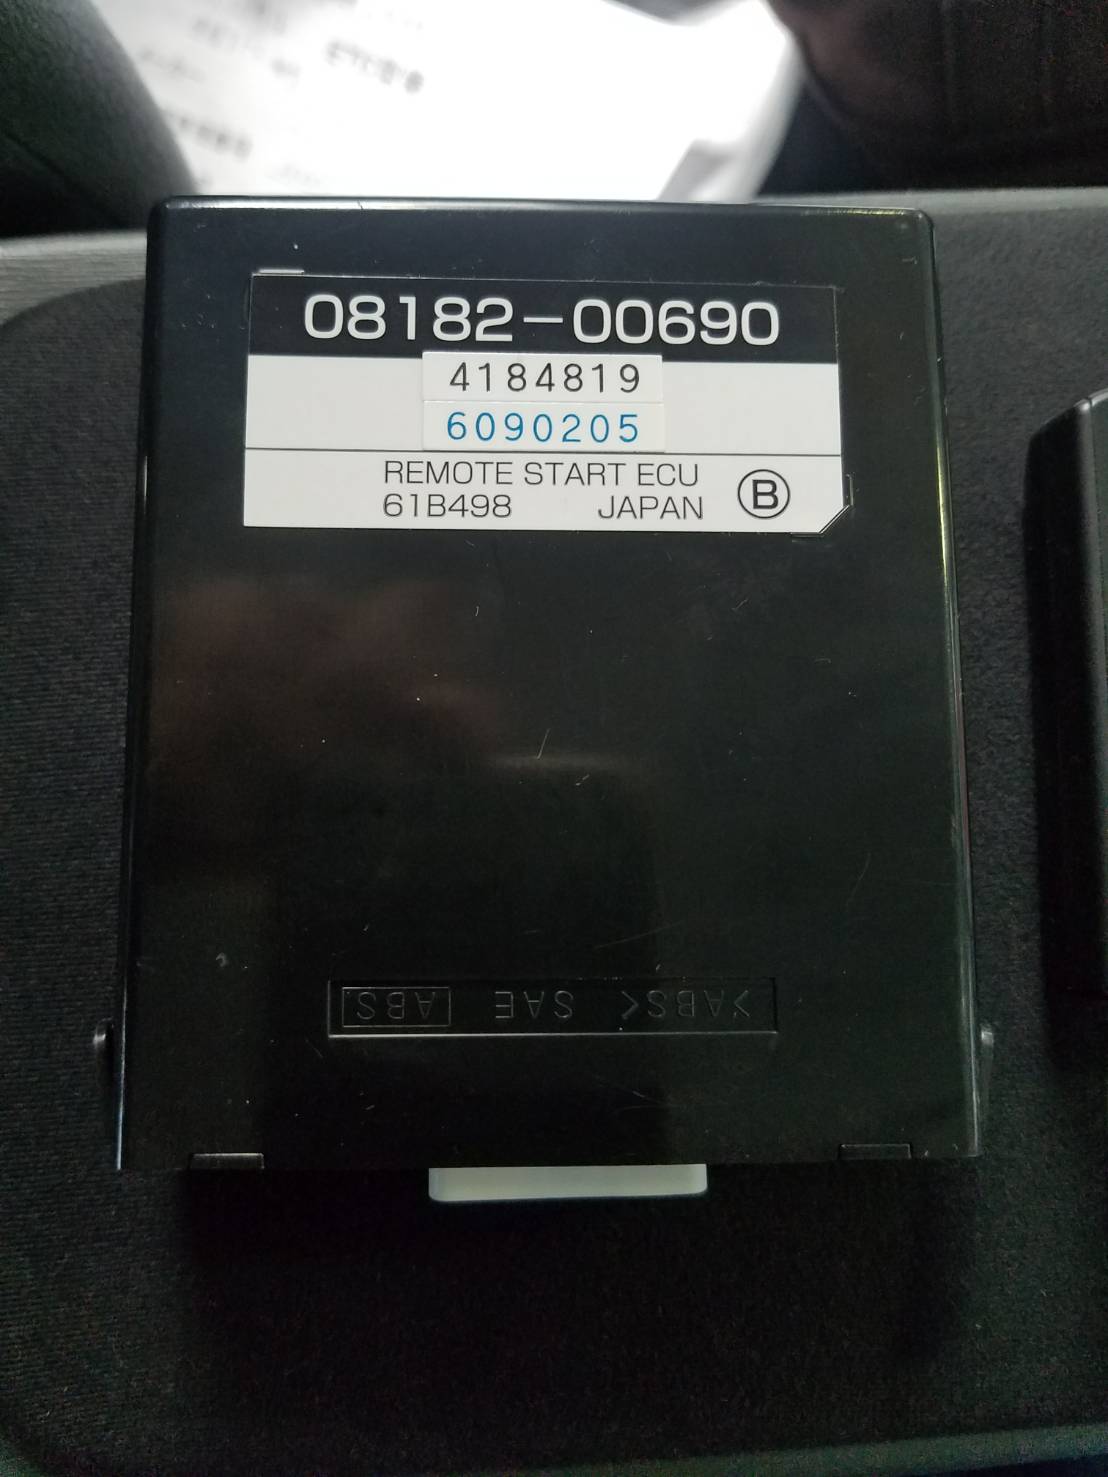 08182-00690
4184819
6090205
REMOTE START ECU
61B498 JAPAN B
>ABS< SAE ABS